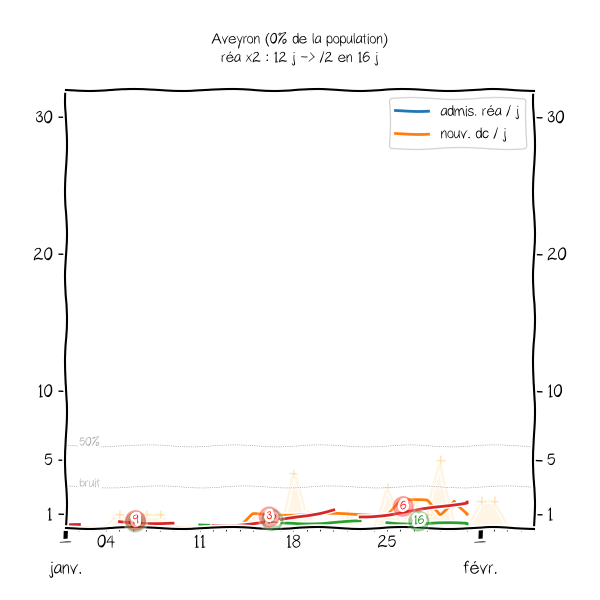 Aveyron (0% de la population)
réa x2 : 12 j -> /2 en 16 j
admis. réa / j
nouv. dc / j
30
30
20
20
10
10
50%
5
5
bruit
1
9
3
6
16
1
04
11
18
25
janv.
févr.